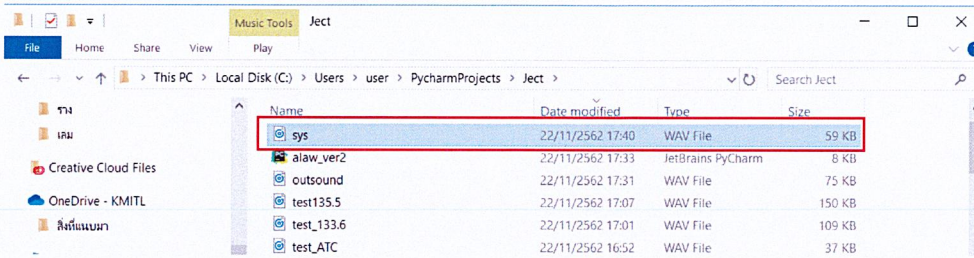 Music Tools Ject
File Home Share View Play
This PC > Local Disk (C:) > Users > user > PycharmProjects > Ject > Search Ject
Name Date modified Type Size
ราง
เลม
Creative Cloud Files
OneDrive - KMITL
สิ่งที่แนบมา
sys 22/11/2562 17:40 WAV File 59 KB
alaw_ver2 22/11/2562 17:33 JetBrains PyCharm 8 KB
outsound 22/11/2562 17:31 WAV File 75 KB
test135.5 22/11/2562 17:07 WAV File 150 KB
test_133.6 22/11/2562 17:01 WAV File 109 KB
test_ATC 22/11/2562 16:52 WAV File 37 KB